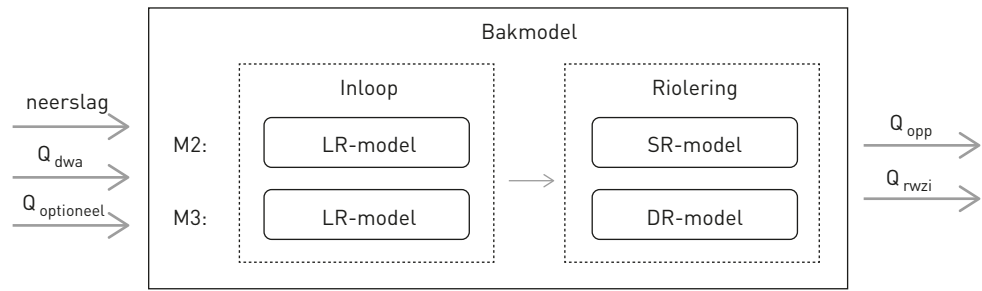 Bakmodel
neerslag
Q dwa
Q optioneel
Inloop
Riolering
M2: LR-model SR-model
M3: LR-model DR-model
Q opp
Q rwzi